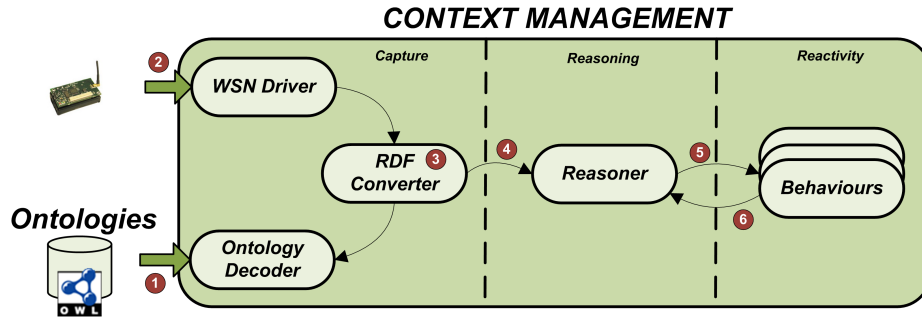 CONTEXT MANAGEMENT
Capture
Reasoning
Reactivity
2
WSN Driver
3
RDF
Converter
4
Reasoner
5
Behaviours
6
Ontologies
Ontology
Decoder
1
OWL